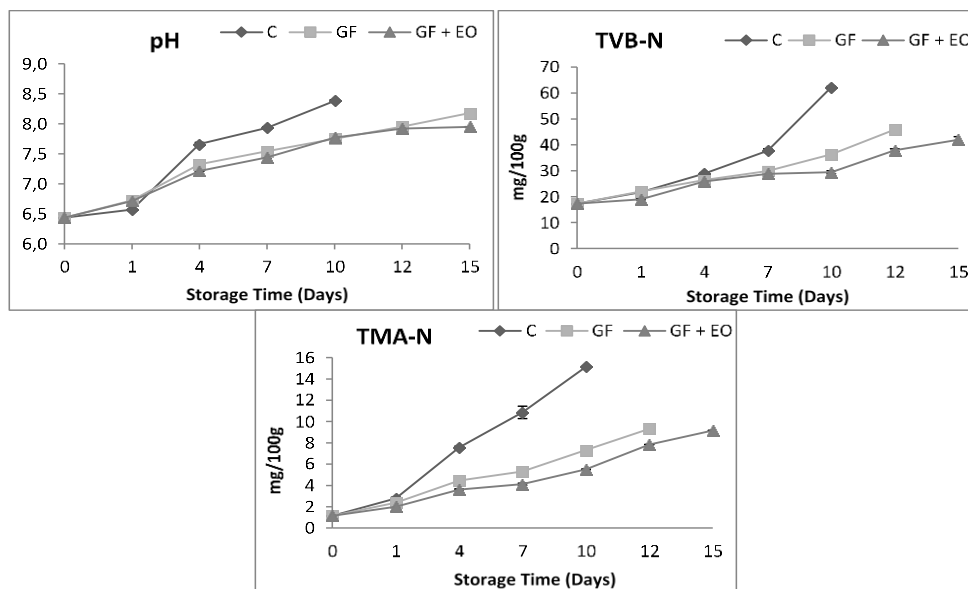 pH
C GF GF + EO
9,0
8,5
8,0
7,5
7,0
6,5
6,0
0 1 4 7 10 12 15
Storage Time (Days)
TVB-N
C GF GF + EO
mg/100g
70
60
50
40
30
20
10
0
0 1 4 7 10 12 15
Storage Time (Days)
TMA-N
C GF GF + EO
mg/100g
16
14
12
10
8
6
4
2
0
0 1 4 7 10 12 15
Storage Time (Days)